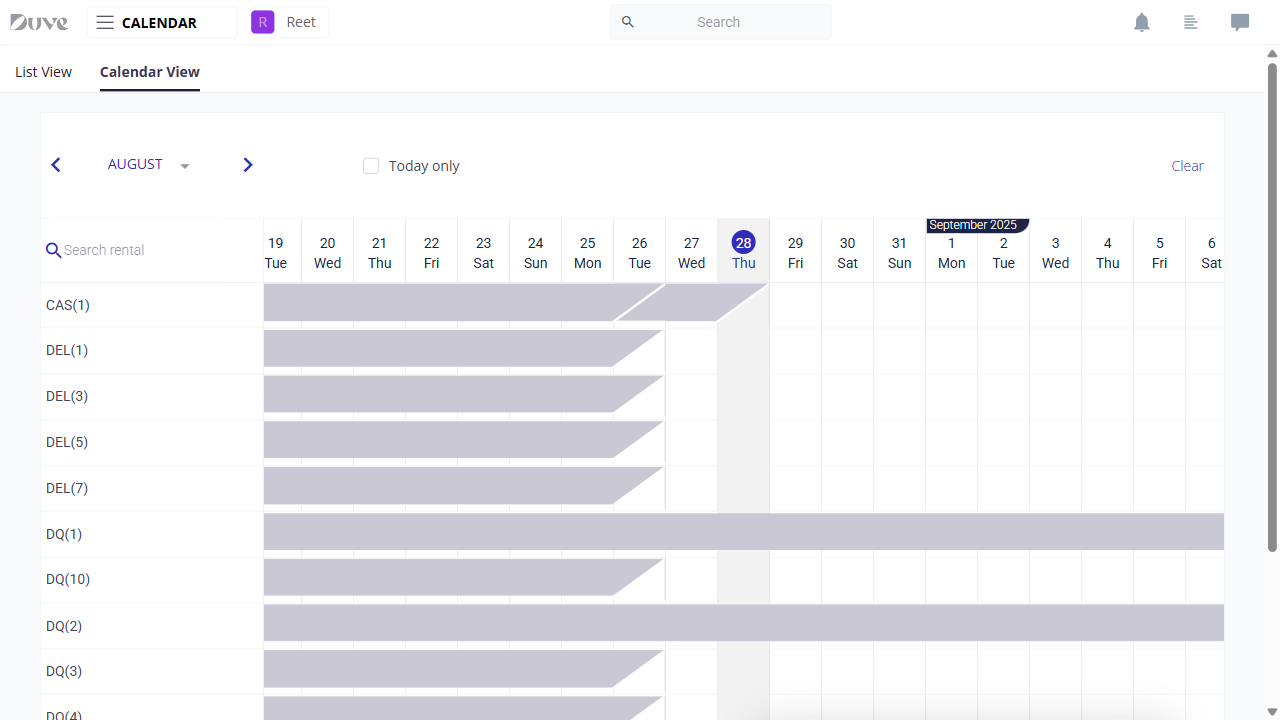 Duve
CALENDAR
R Reet
Search
List View
Calendar View
AUGUST
Today only
Clear
Search rental
September 2025
19 20 21 22 23 24 25 26 27 28 29 30 31 1 2 3 4 5 6
Tue Wed Thu Fri Sat Sun Mon Tue Wed Thu Fri Sat Sun Mon Tue Wed Thu Fri Sat
CAS(1)
DEL(1)
DEL(3)
DEL(5)
DEL(7)
DQ(1)
DQ(10)
DQ(2)
DQ(3)
DQ(4)